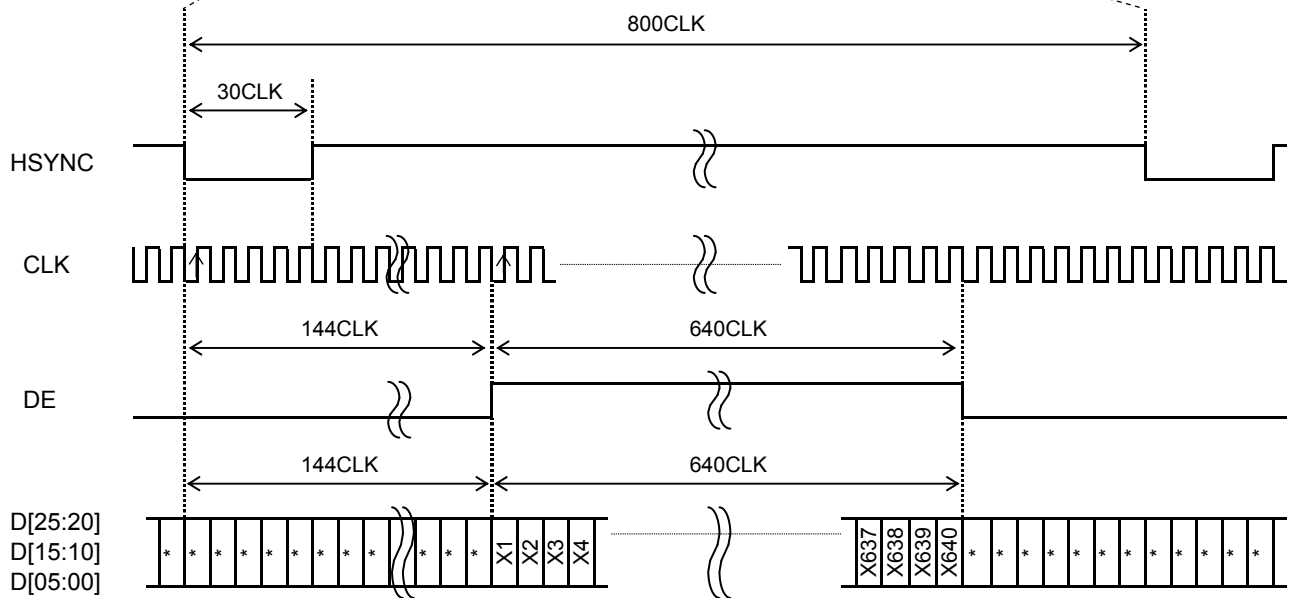 800CLK
30CLK
HSYNC
CLK
144CLK 640CLK
DE
144CLK 640CLK
D[25:20]
D[15:10]
D[05:00]
* * * * * * * * * * * * X1 X2 X3 X4 X637 X638 X639 X640 * * * * * * * * * * * *